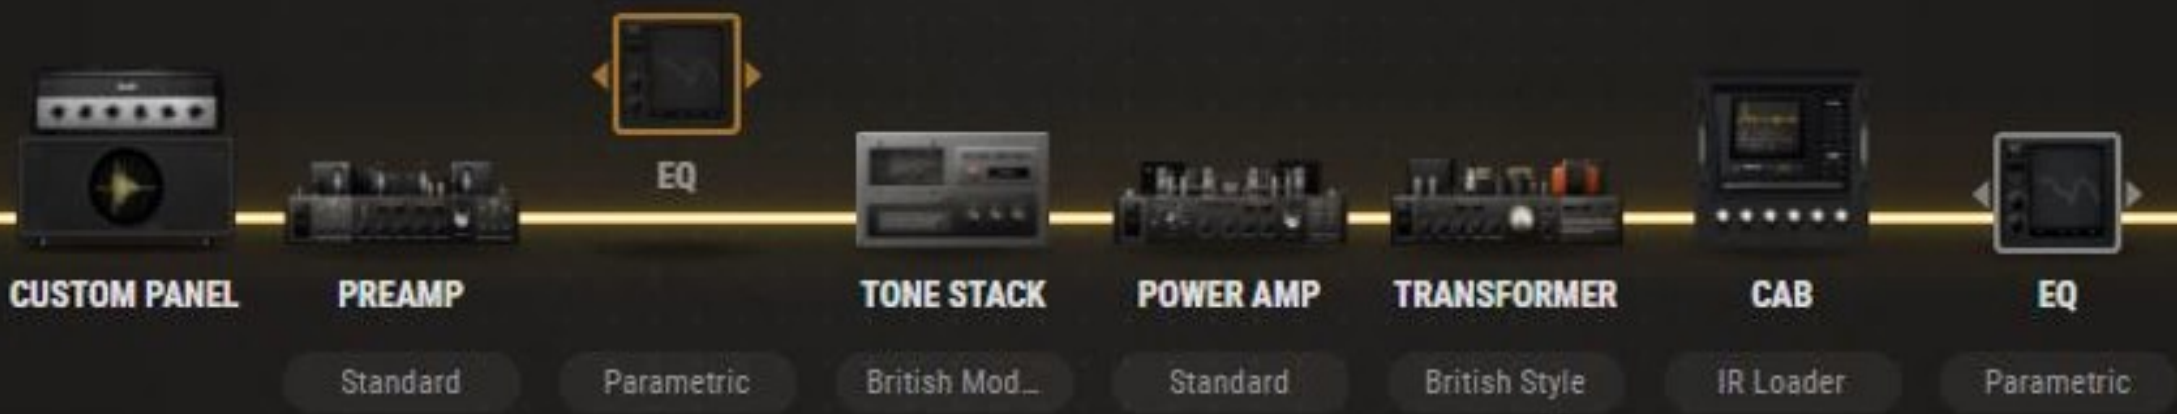 EQ
CUSTOM PANEL PREAMP TONE STACK POWER AMP TRANSFORMER CAB EQ
Standard Parametric British Mod... Standard British Style IR Loader Parametric